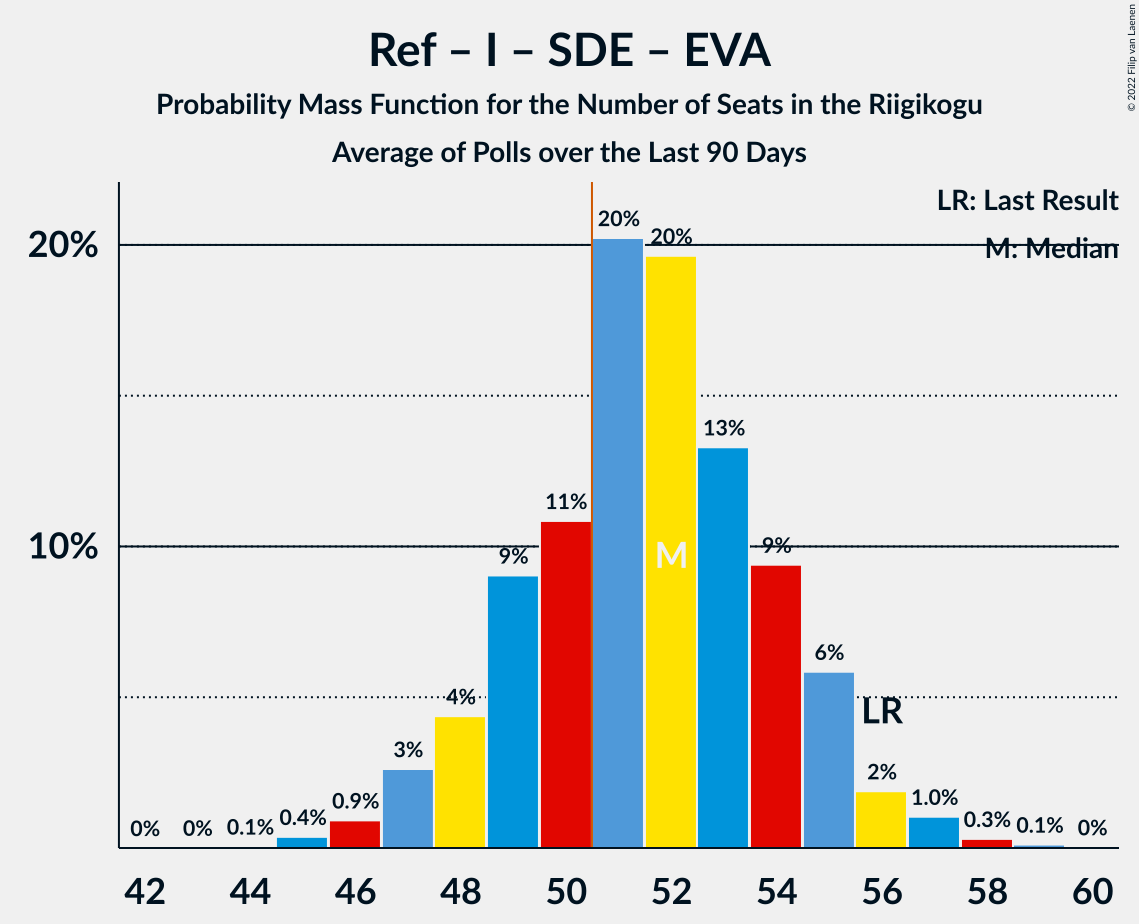 Ref – I – SDE – EVA
Probability Mass Function for the Number of Seats in the Riigikogu
Average of Polls over the Last 90 Days
© 2022 Filip van Laenen
LR: Last Result
M: Median
20%
10%
0%
0%
0.1%
0.4%
0.9%
3%
4%
9%
11%
20%
20%
13%
9%
6%
2%
1.0%
0.3%
0.1%
0%
M
LR
42 44 46 48 50 52 54 56 58 60